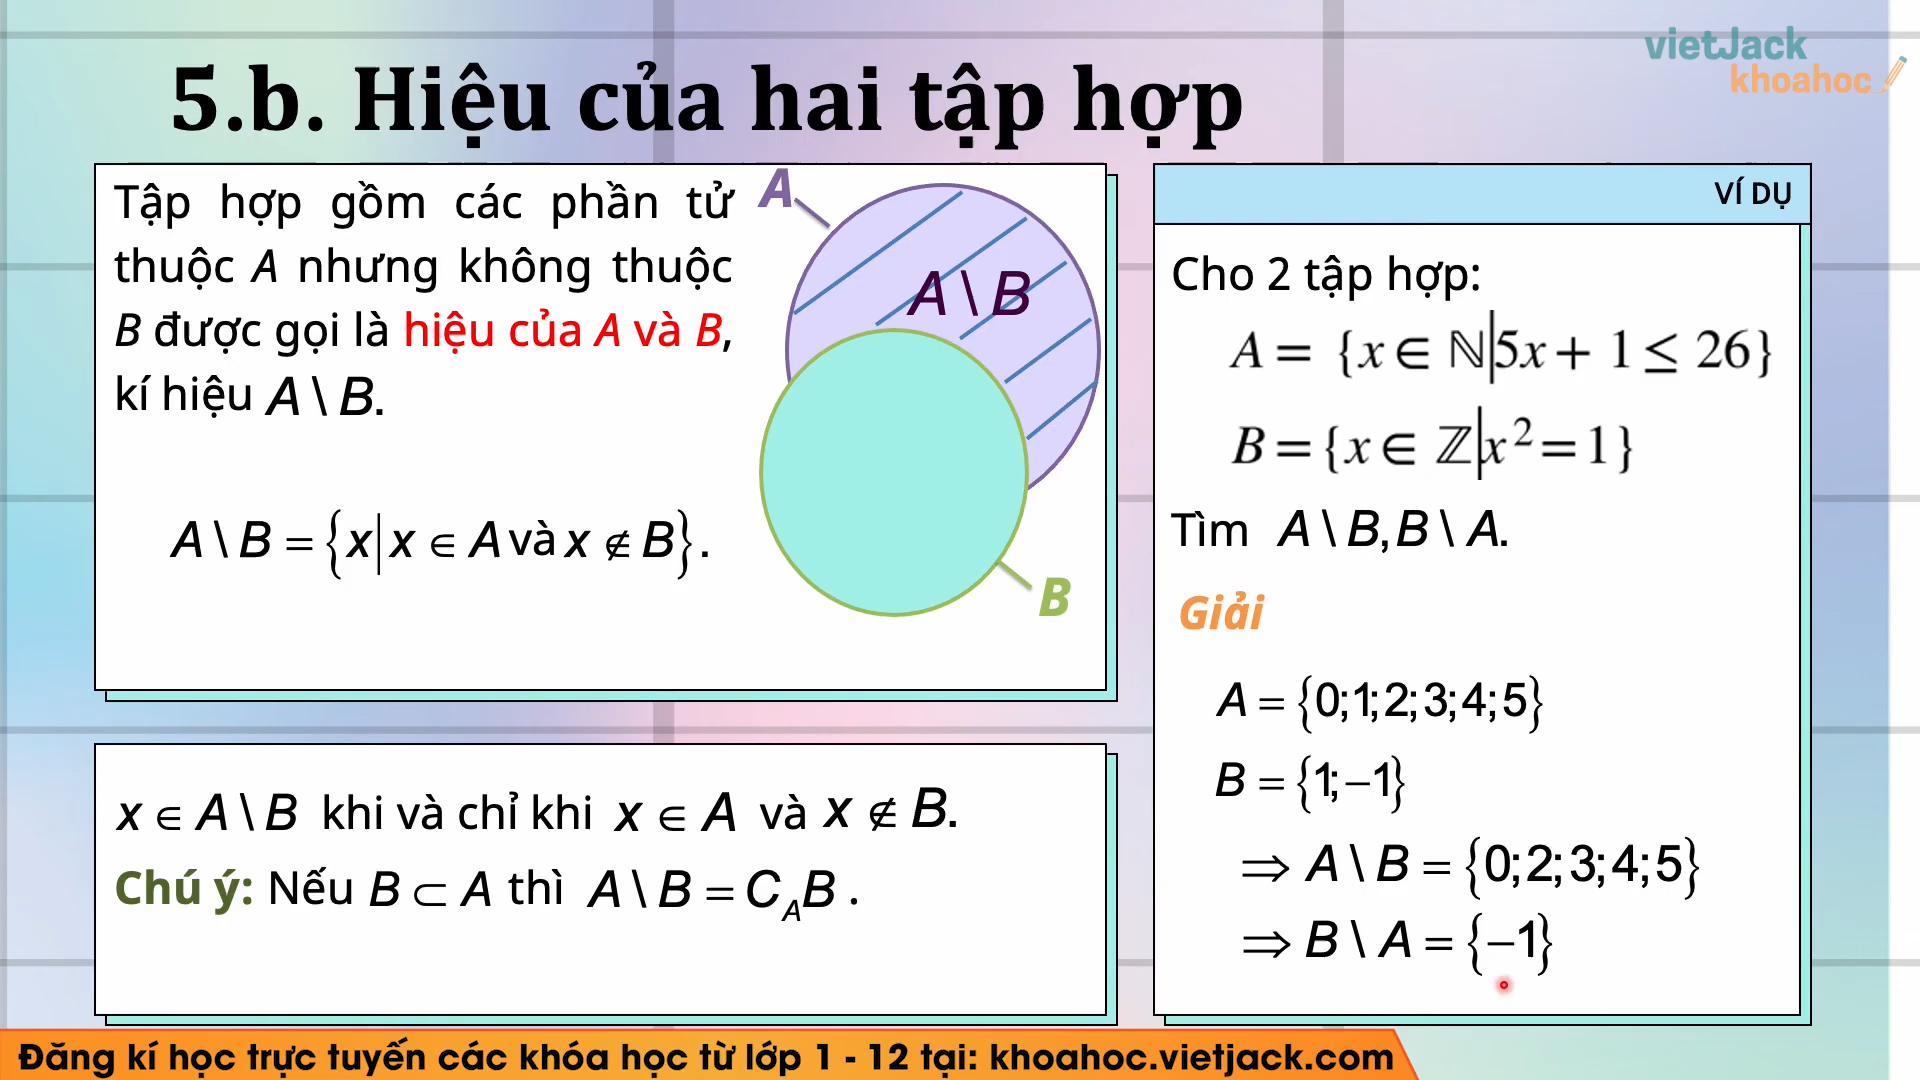 vietJack
khoahoc
5.b. Hiệu của hai tập hợp
Tập hợp gồm các phần tử
thuộc A nhưng không thuộc
B được gọi là hiệu của A và B,
kí hiệu A \ B.
A \ B = {x | x ∈ A và x ∉ B}.
A
A \ B
B
x ∈ A \ B khi và chỉ khi x ∈ A và x ∉ B.
Chú ý: Nếu B ⊂ A thì A \ B = C_A B .
VÍ DỤ
Cho 2 tập hợp:
A = {x ∈ ℕ|5x + 1 ≤ 26}
B = {x ∈ ℤ|x² = 1}
Tìm A \ B, B \ A.
Giải
A = {0;1;2;3;4;5}
B = {1;−1}
⇒ A \ B = {0;2;3;4;5}
⇒ B \ A = {−1}
Đăng kí học trực tuyến các khóa học từ lớp 1 - 12 tại: khoahoc.vietjack.com